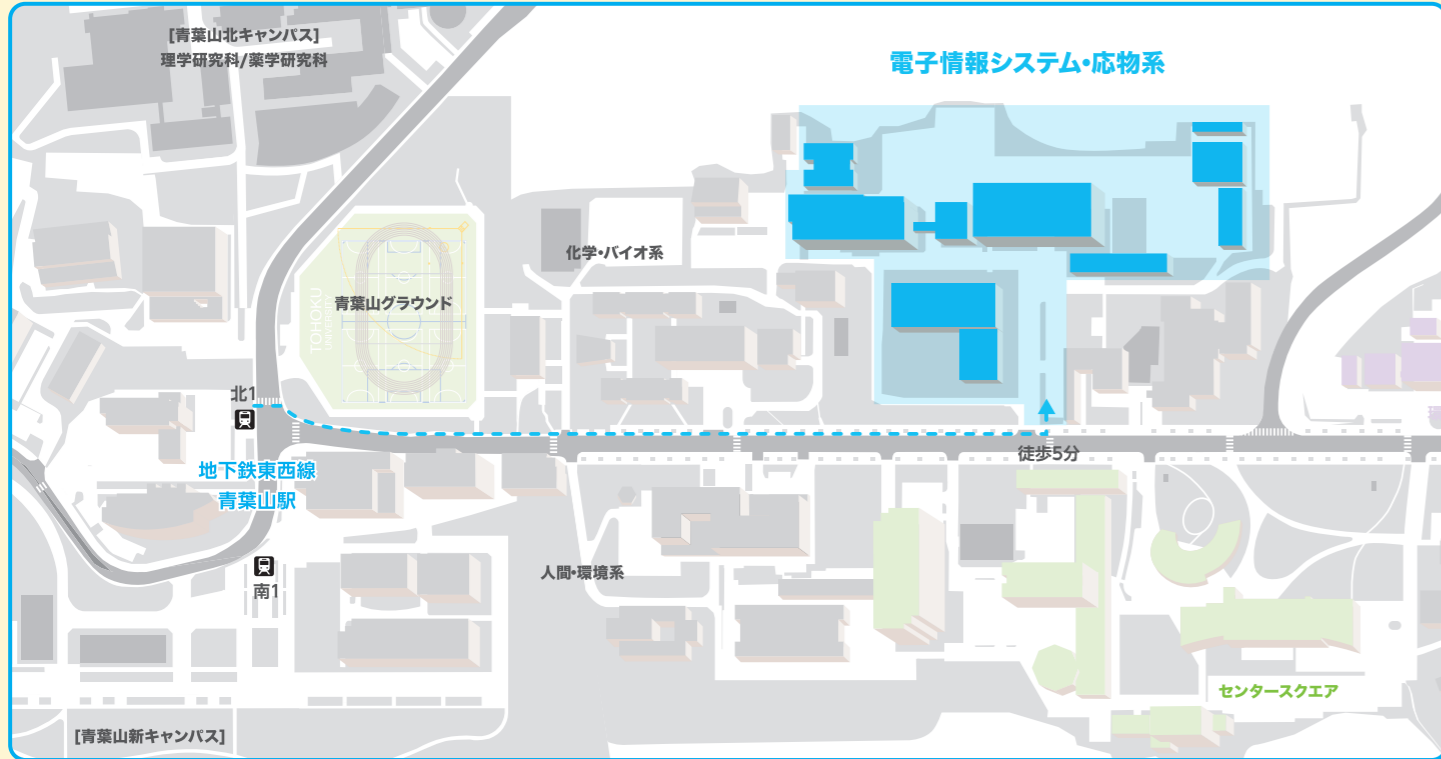 [青葉山北キャンパス]
理学研究科/薬学研究科
電子情報システム・応物系
化学・バイオ系
青葉山グラウンド
TOHOKU
UNIVERSITY
北1
徒歩5分
地下鉄東西線
青葉山駅
人間・環境系
南1
センタースクエア
[青葉山新キャンパス]